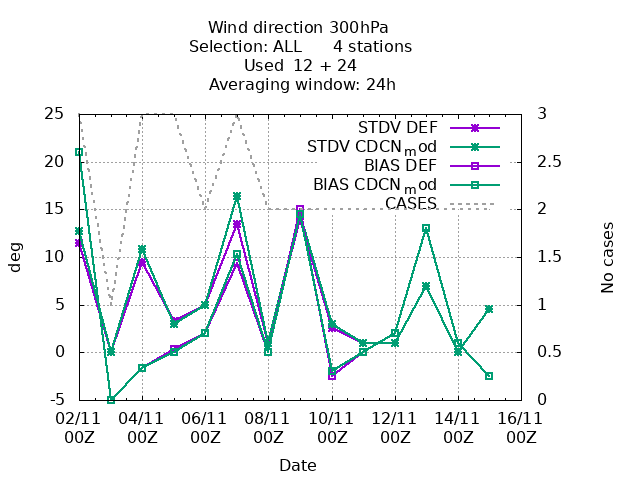 Wind direction 300hPa
Selection: ALL 4 stations
Used 12 + 24
Averaging window: 24h
STDV DEF
STDV CDCNmod
BIAS DEF
BIAS CDCNmod
CASES
25
20
15
10
5
0
-5
deg
3
2.5
2
1.5
1
0.5
0
No cases
02/11 04/11 06/11 08/11 10/11 12/11 14/11 16/11
00Z 00Z 00Z 00Z 00Z 00Z 00Z 00Z
Date